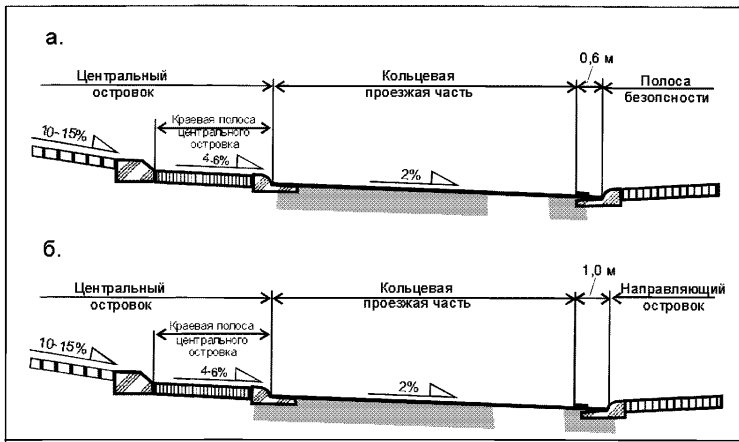 а.
0,6 м
Центральный
островок
Кольцевая
проезжая часть
Полоса
безопсности
Краевая полоса
центрального
островка
10-15%
4-6%
2%
б.
1,0 м
Центральный
островок
Кольцевая
проезжая часть
Направляющий
островок
Краевая полоса
центрального
островка
10-15%
4-6%
2%